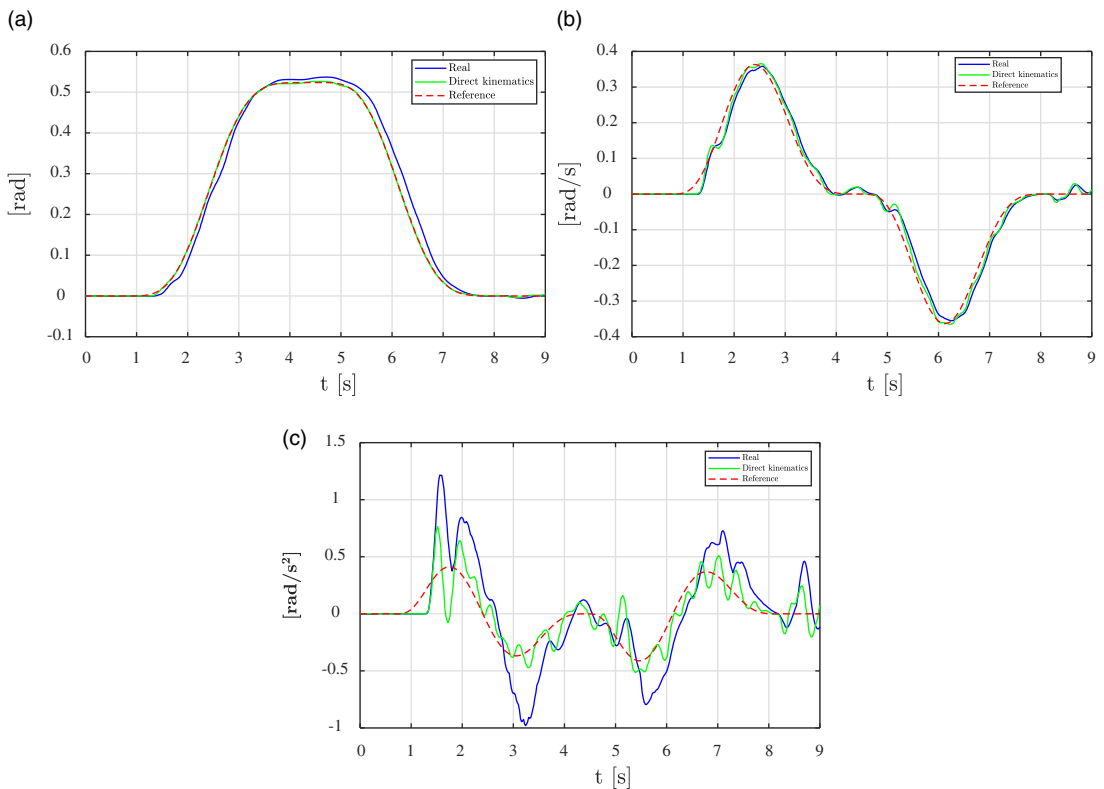 (a)
0.6
0.5
0.4
0.3
0.2
0.1
0
-0.1
[rad]
Real
Direct kinematics
Reference
0 1 2 3 4 5 6 7 8 9
t [s]
(b)
0.4
0.3
0.2
0.1
0
-0.1
-0.2
-0.3
-0.4
[rad/s]
Real
Direct kinematics
Reference
0 1 2 3 4 5 6 7 8 9
t [s]
(c)
1.5
1
0.5
0
-0.5
-1
[rad/s²]
Real
Direct kinematics
Reference
0 1 2 3 4 5 6 7 8 9
t [s]